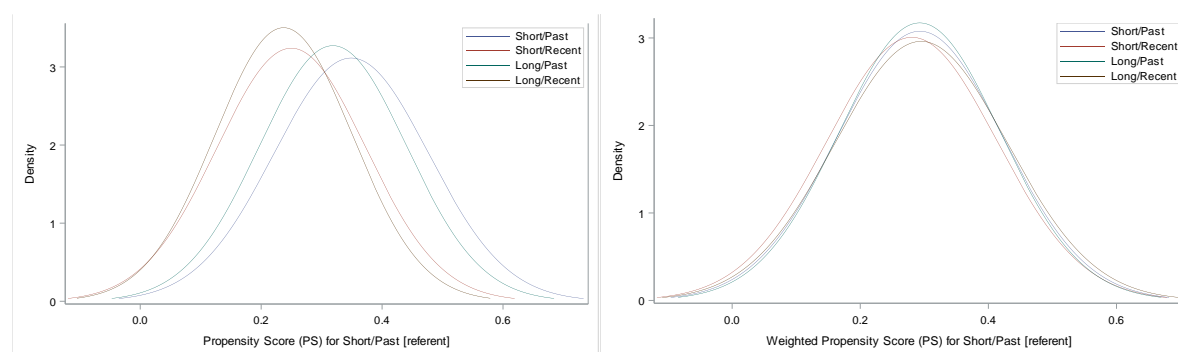 Density
3
2
1
0
0.0
0.2
0.4
0.6
Propensity Score (PS) for Short/Past [referent]
Short/Past
Short/Recent
Long/Past
Long/Recent
Density
3
2
1
0
0.0
0.2
0.4
0.6
Weighted Propensity Score (PS) for Short/Past [referent]
Short/Past
Short/Recent
Long/Past
Long/Recent